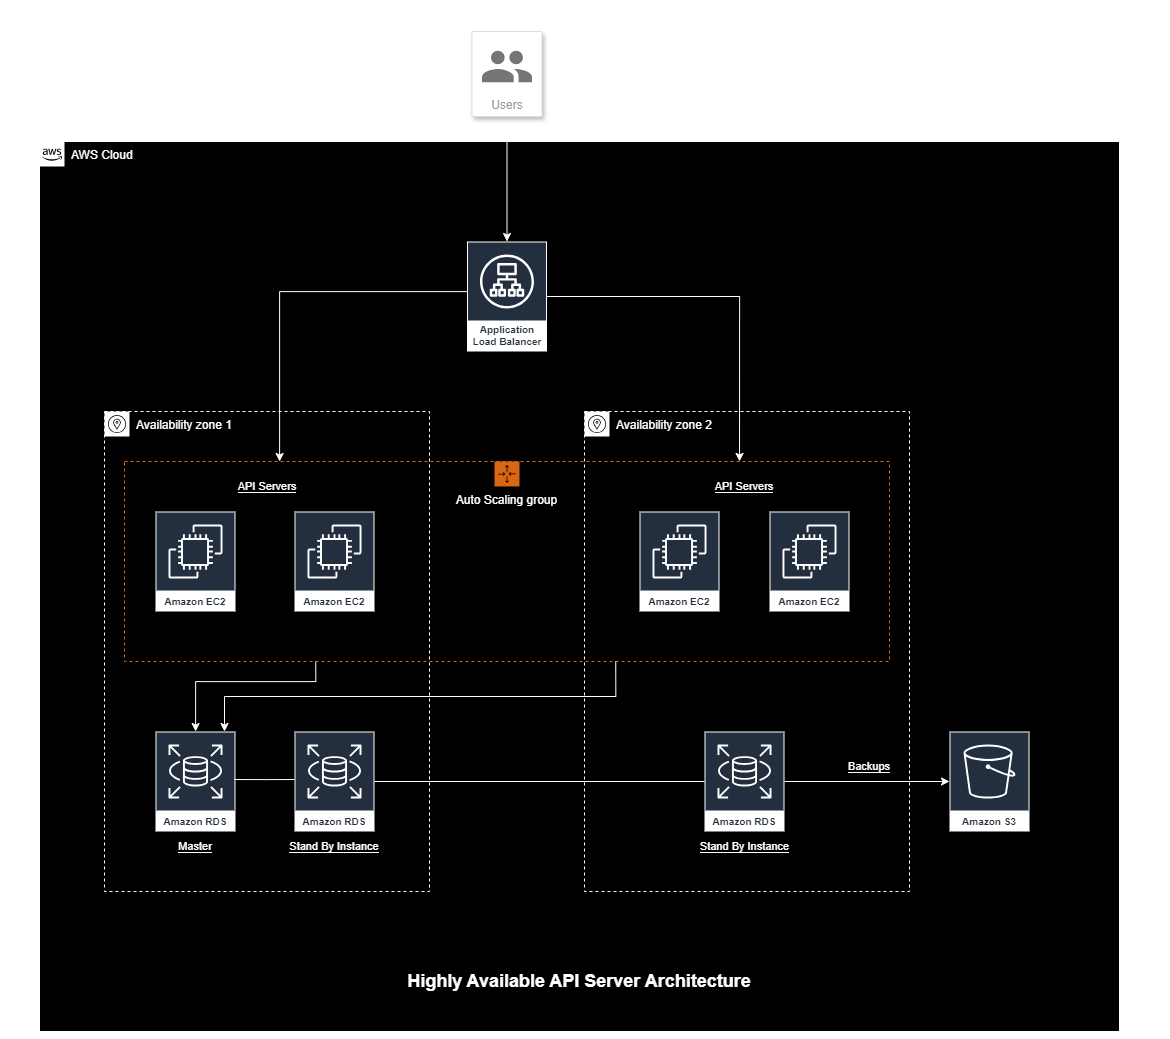 Users
aws
AWS Cloud
Application
Load Balancer
Availability zone 1
Availability zone 2
API Servers
Auto Scaling group
API Servers
Amazon EC2
Amazon EC2
Amazon EC2
Amazon EC2
Backups
Amazon RDS
Amazon RDS
Amazon RDS
Amazon S3
Master
Stand By Instance
Stand By Instance
Highly Available API Server Architecture